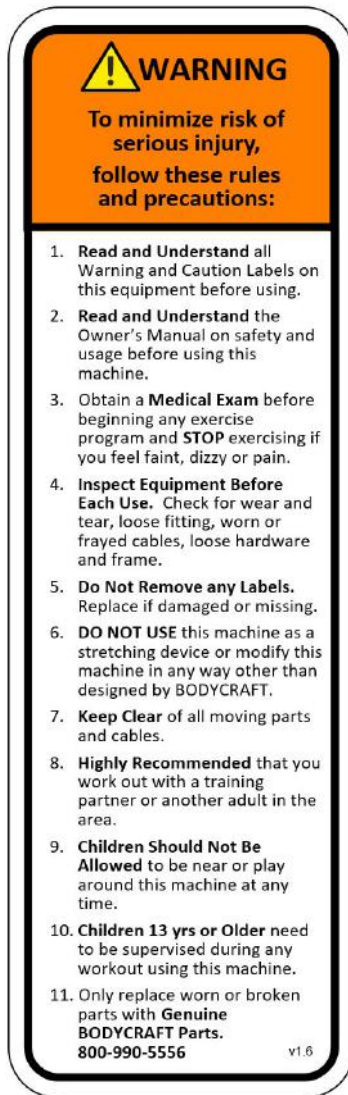 WARNING
To minimize risk of
serious injury,
follow these rules
and precautions:
1. Read and Understand all
Warning and Caution Labels on
this equipment before using.
2. Read and Understand the
Owner's Manual on safety and
usage before using this
machine.
3. Obtain a Medical Exam before
beginning any exercise
program and STOP exercising if
you feel faint, dizzy or pain.
4. Inspect Equipment Before
Each Use. Check for wear and
tear, loose fitting, worn or
frayed cables, loose hardware
and frame.
5. Do Not Remove any Labels.
Replace if damaged or missing.
6. DO NOT USE this machine as a
stretching device or modify this
machine in any way other than
designed by BODYCRAFT.
7. Keep Clear of all moving parts
and cables.
8. Highly Recommended that you
work out with a training
partner or another adult in the
area.
9. Children Should Not Be
Allowed to be near or play
around this machine at any
time.
10. Children 13 yrs or Older need
to be supervised during any
workout using this machine.
11. Only replace worn or broken
parts with Genuine
BODYCRAFT Parts.
800-990-5556 v1.6